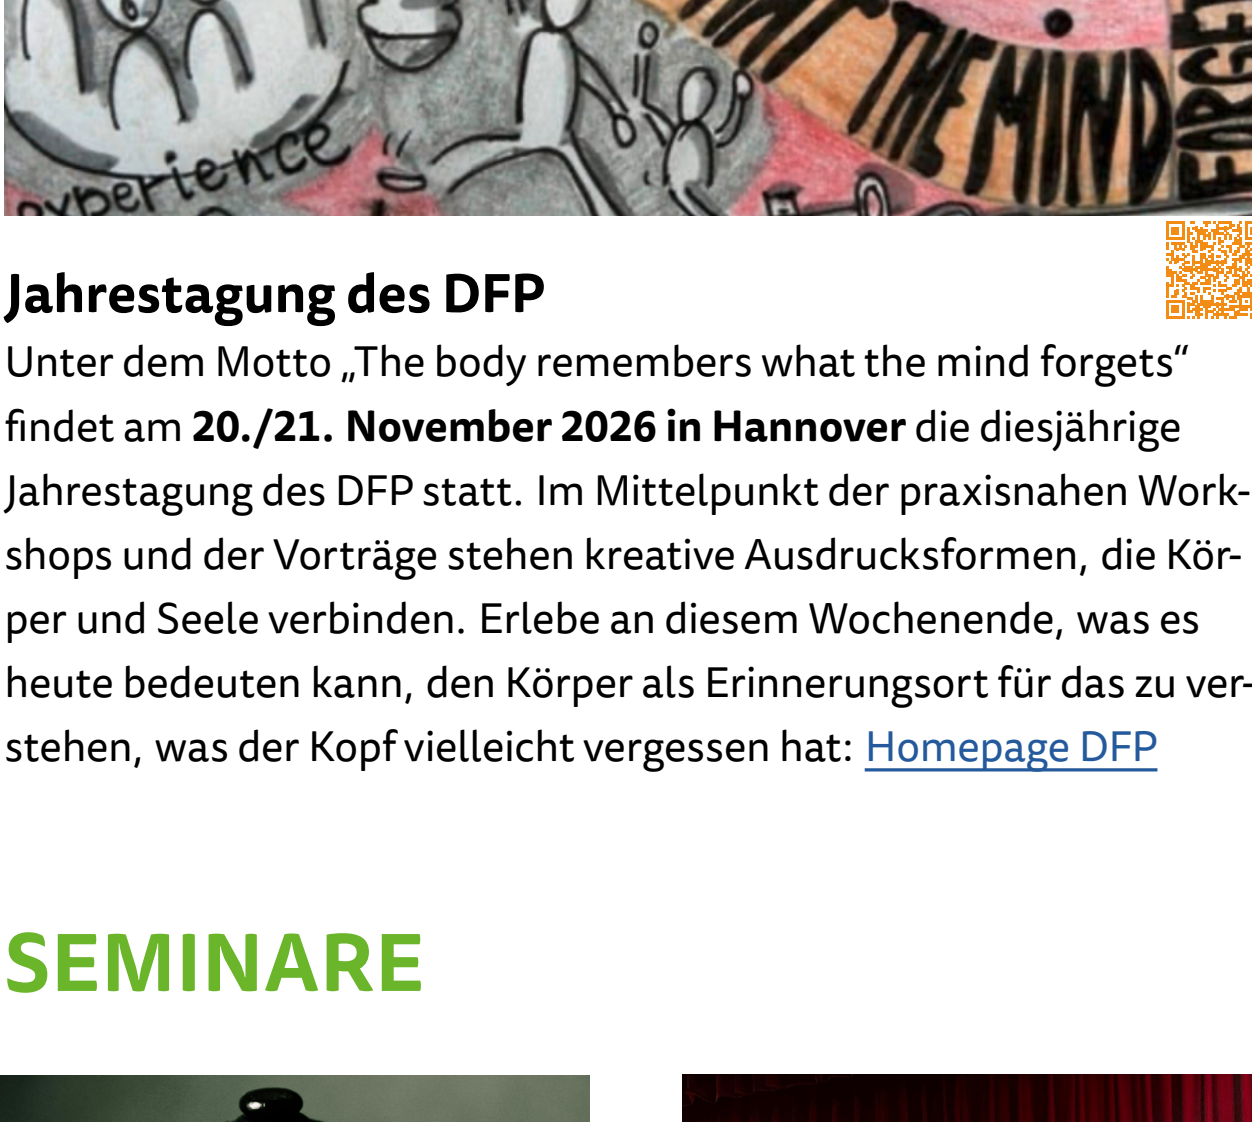 THE MIND
experience
Jahrestagung des DFP
Unter dem Motto „The body remembers what the mind forgets“
findet am 20./21. November 2026 in Hannover die diesjährige
Jahrestagung des DFP statt. Im Mittelpunkt der praxisnahen Work-
shops und der Vorträge stehen kreative Ausdrucksformen, die Kör-
per und Seele verbinden. Erlebe an diesem Wochenende, was es
heute bedeuten kann, den Körper als Erinnerungsort für das zu ver-
stehen, was der Kopf vielleicht vergessen hat: Homepage DFP
SEMINARE